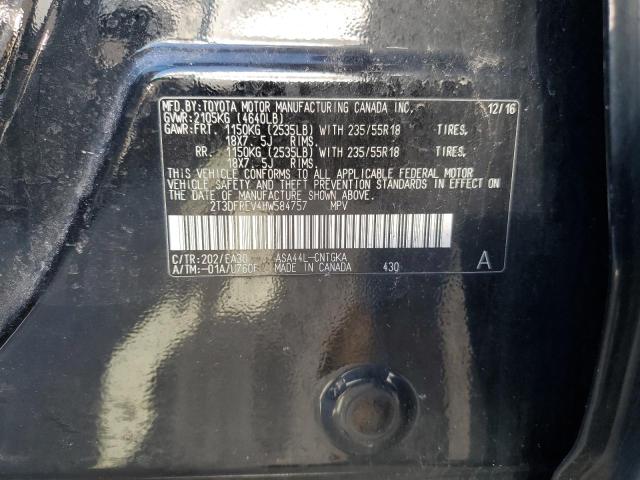 MFD.BY:TOYOTA MOTOR MANUFACTURING CANADA INC. 12/16
GVWR:2105KG (4640LB)
GAWR:FRT. 1150KG (2535LB) WITH 235/55R18 TIRES,
18X7. 5J RIMS.
RR. 1150KG (2535LB) WITH 235/55R18 TIRES,
18X7. 5J RIMS.
THIS VEHICLE CONFORMS TO ALL APPLICABLE FEDERAL MOTOR
VEHICLE SAFETY AND THEFT PREVENTION STANDARDS IN EFFECT ON
THE DATE OF MANUFACTURE SHOWN ABOVE.
2T3DFREV4HW584757 MPV
C/TR:202/EA30 ASA44L-CNTGKA
A/TM:-01A/U760E MADE IN CANADA 430 A